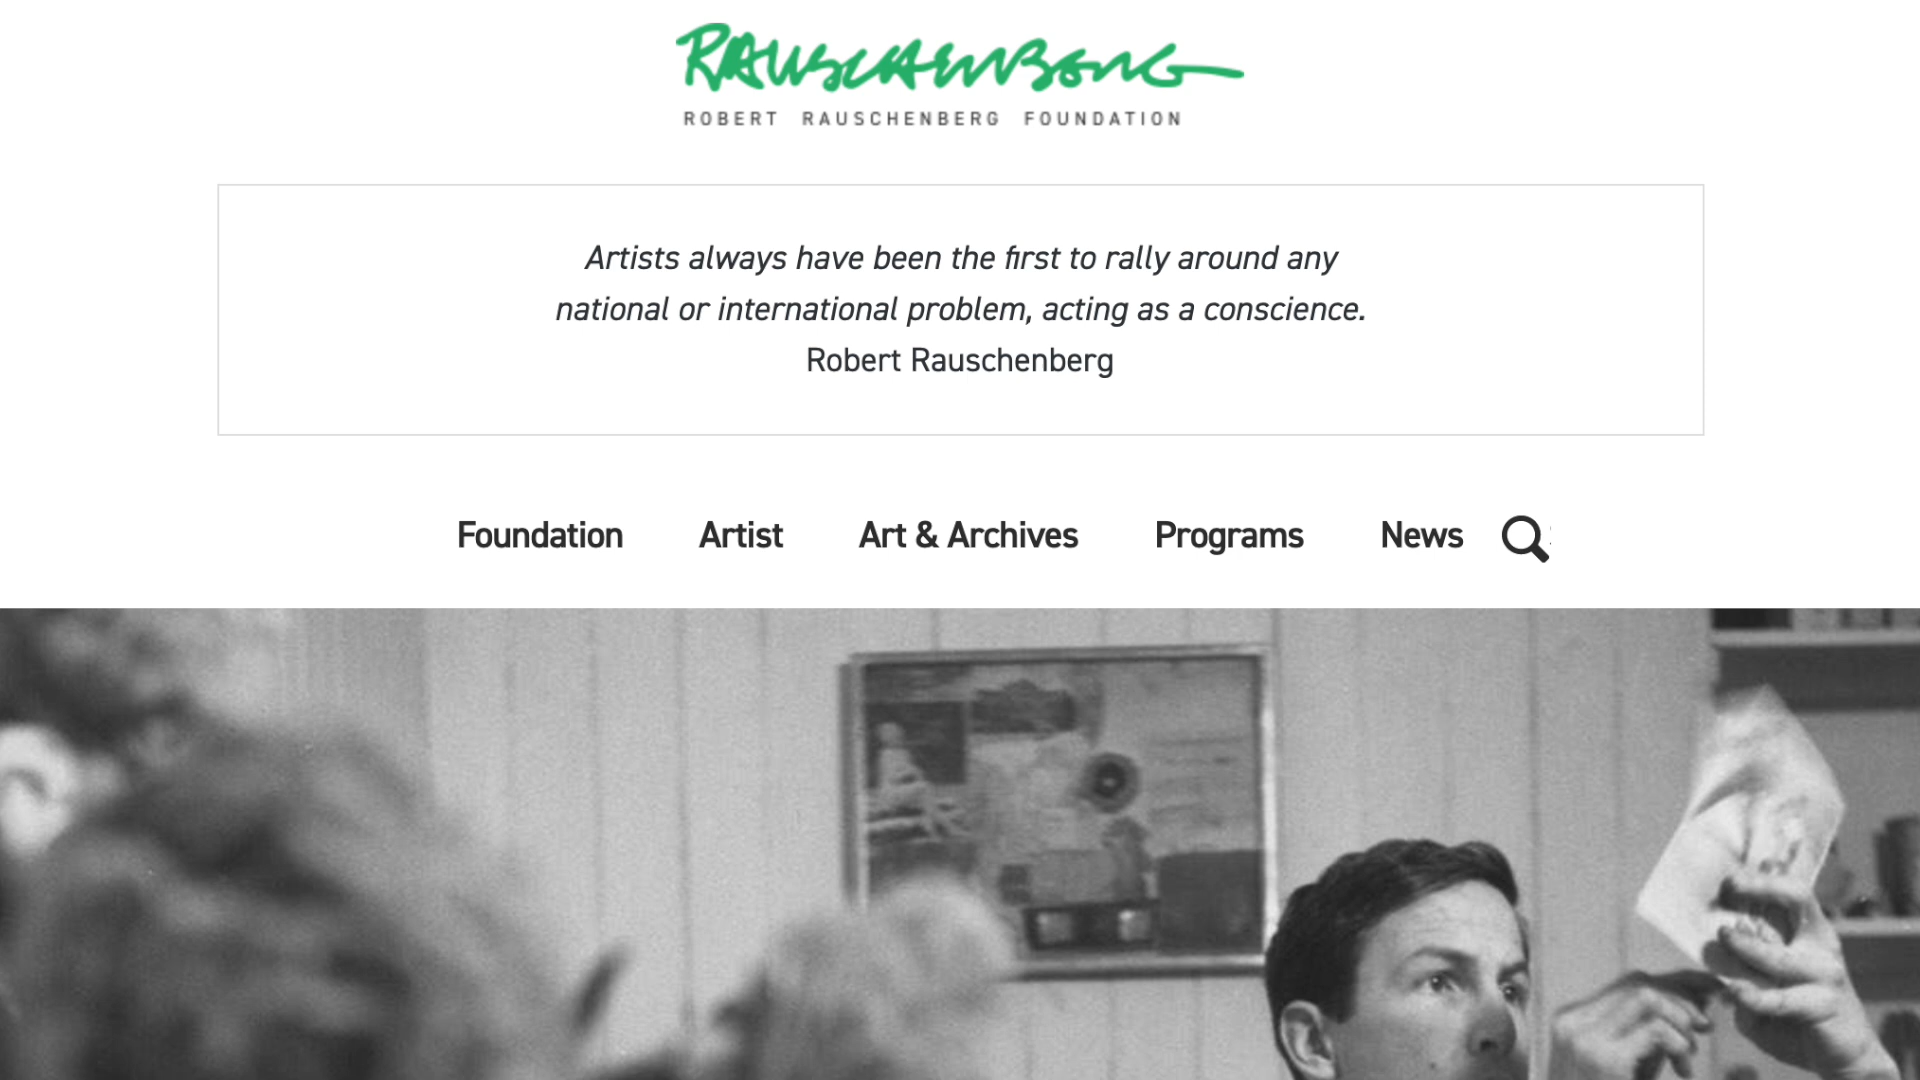 RAUSCHENBERG
ROBERT RAUSCHENBERG FOUNDATION
Artists always have been the first to rally around any
national or international problem, acting as a conscience.
Robert Rauschenberg
Foundation Artist Art & Archives Programs News